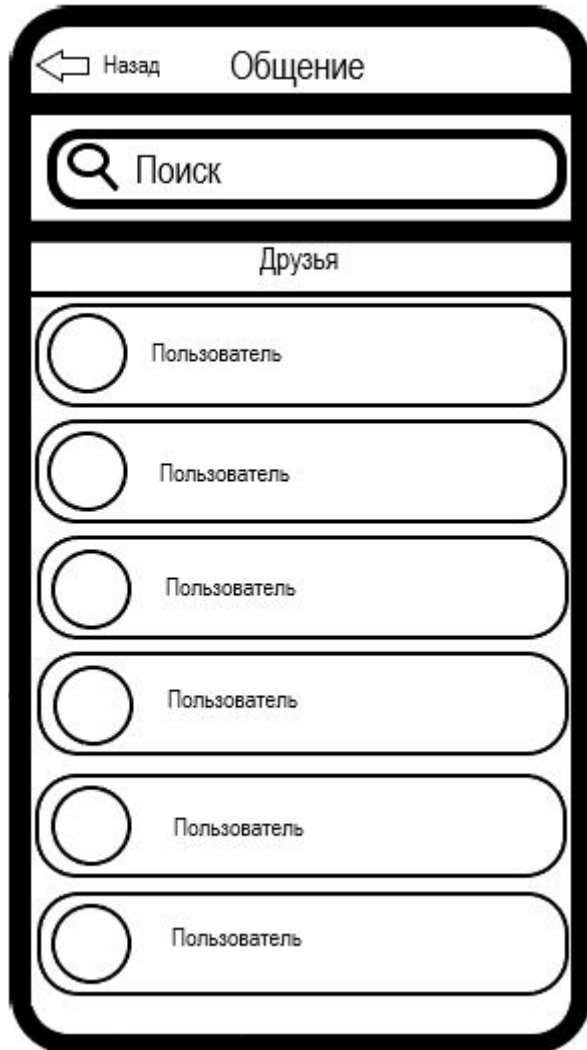 Назад Общение
Поиск
Друзья
Пользователь
Пользователь
Пользователь
Пользователь
Пользователь
Пользователь